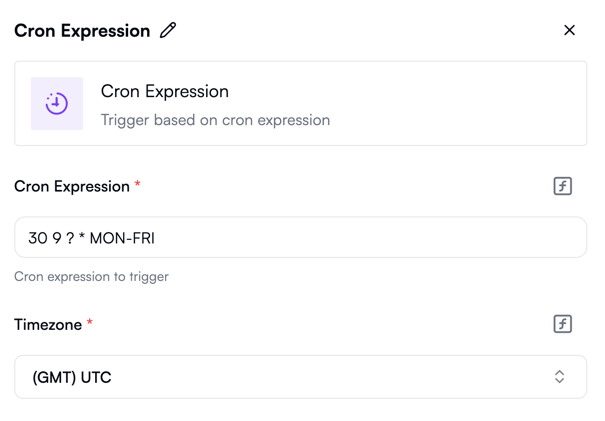 Cron Expression
Cron Expression
Trigger based on cron expression
Cron Expression *
30 9 ? * MON-FRI
Cron expression to trigger
Timezone *
(GMT) UTC